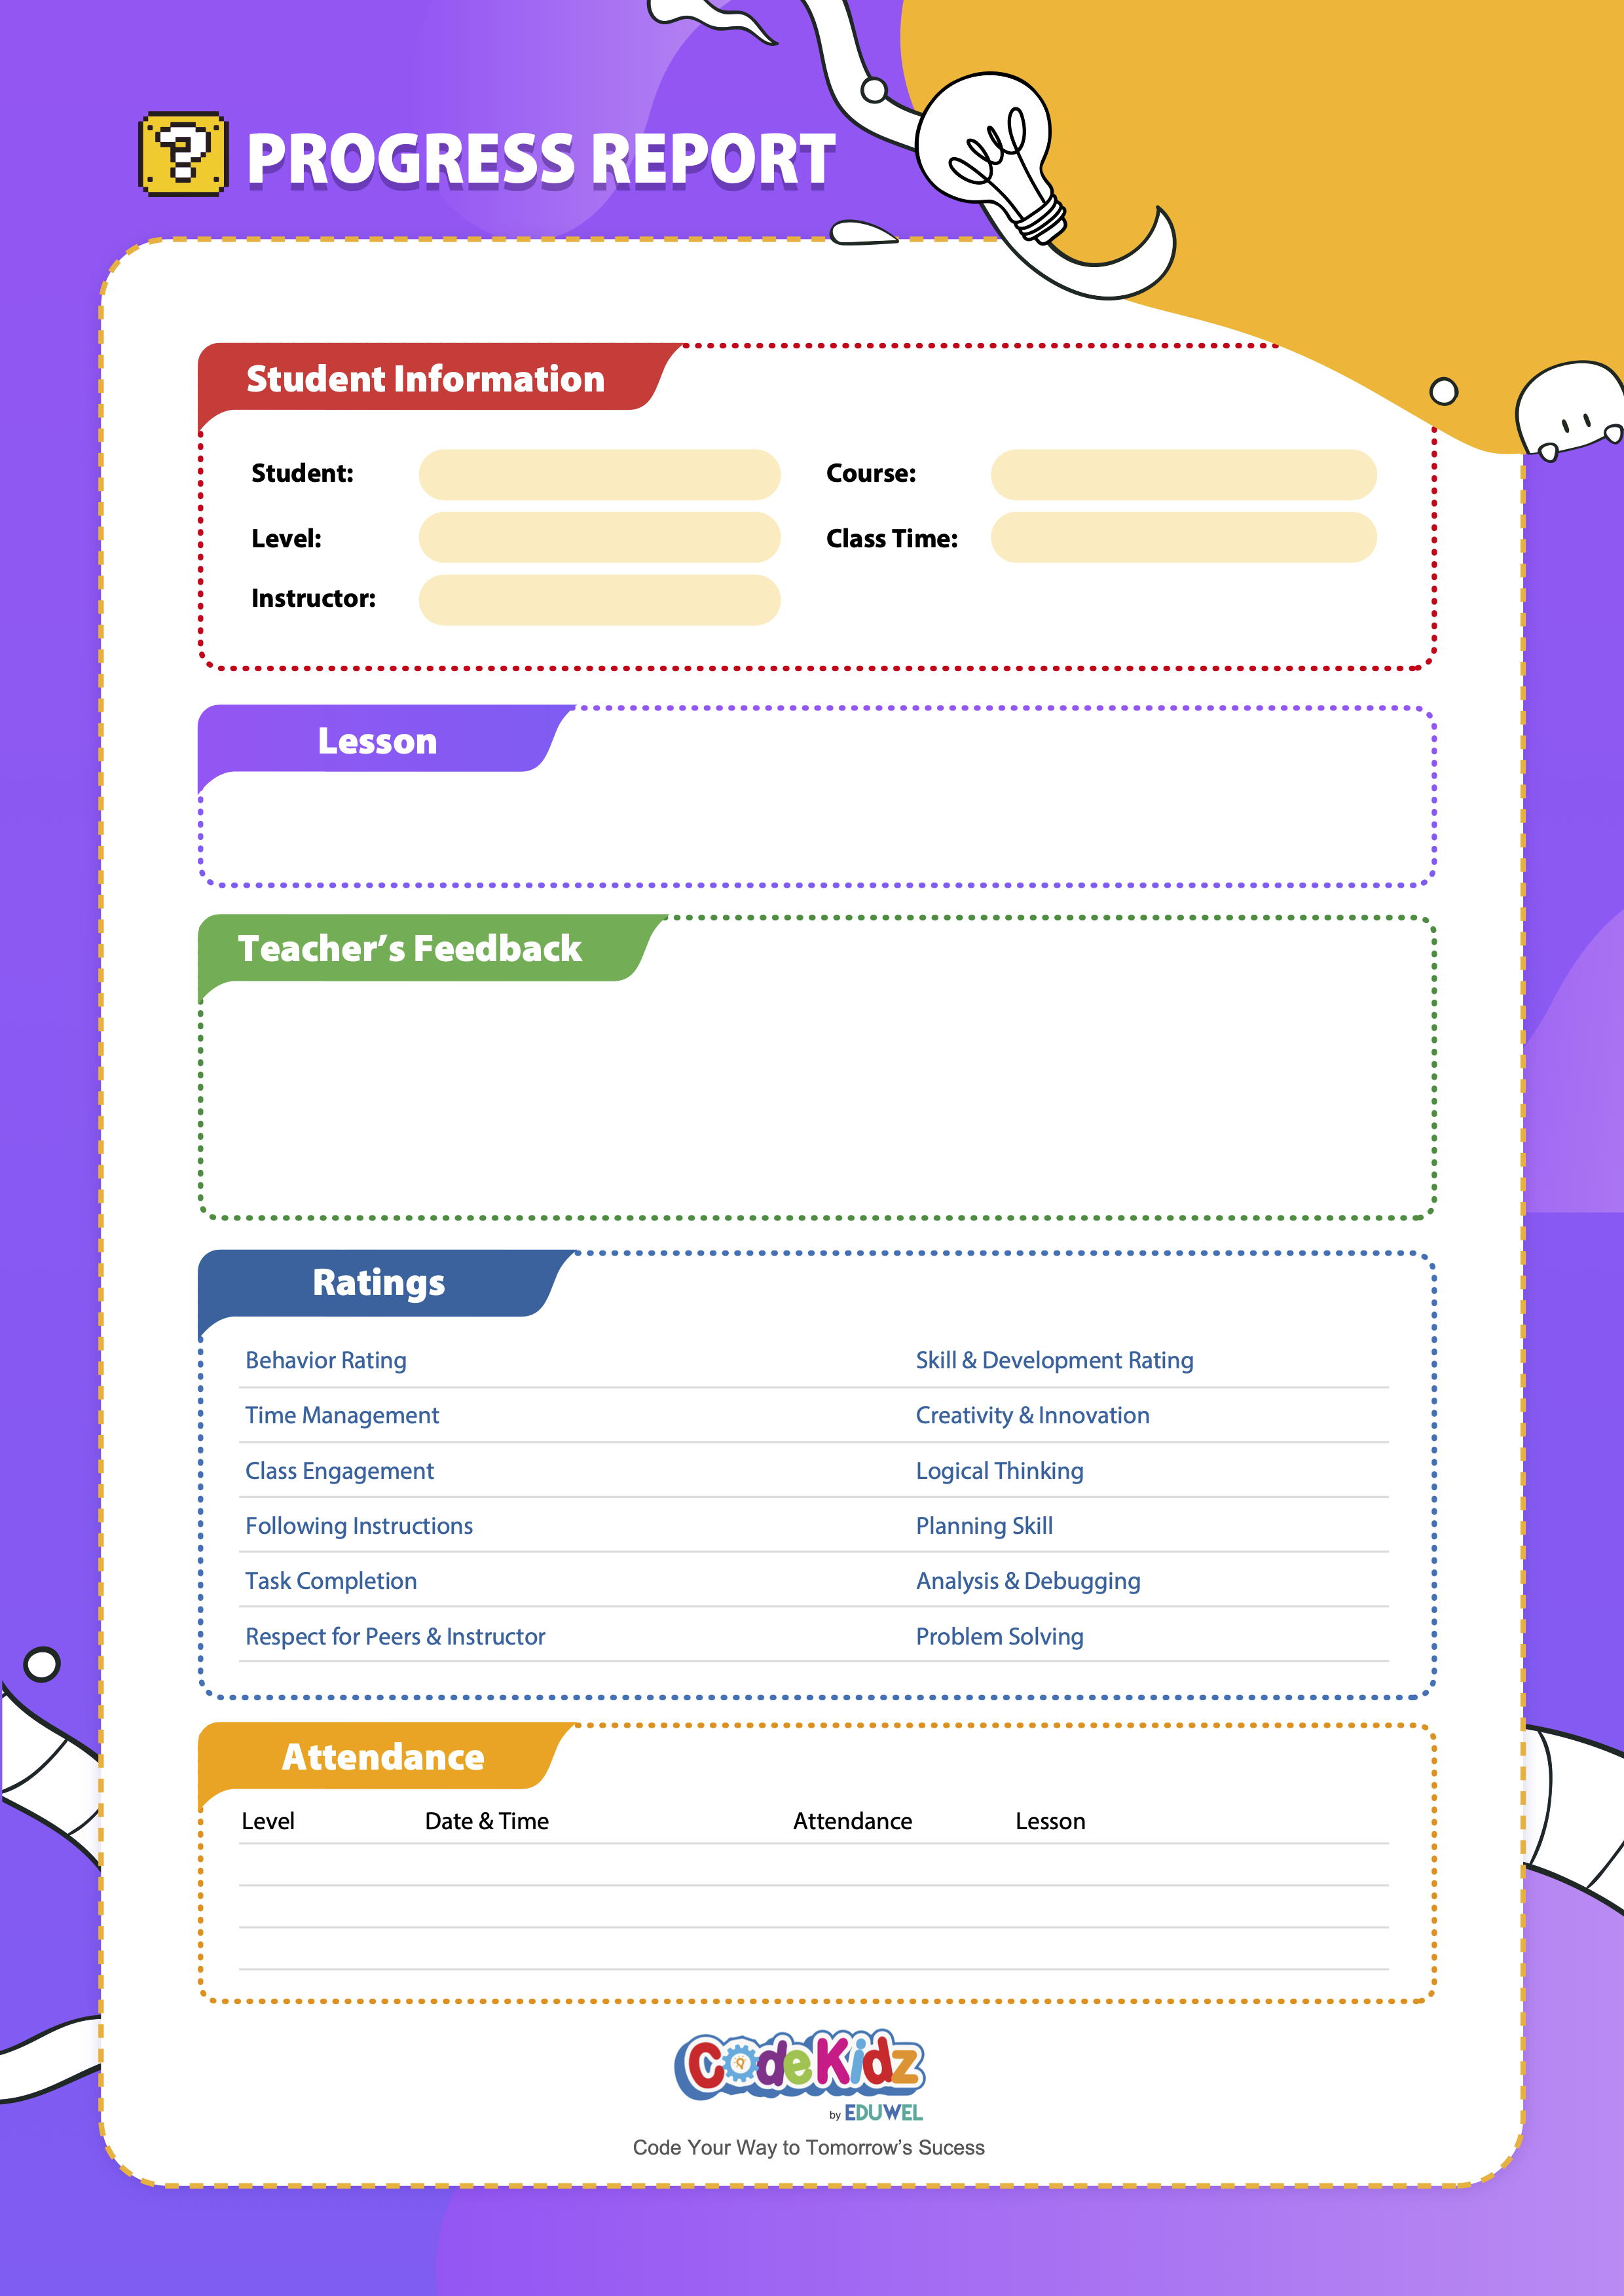 PROGRESS REPORT
Student Information
Student:
Course:
Level:
Class Time:
Instructor:
Lesson
Teacher’s Feedback
Ratings
Behavior Rating
Skill & Development Rating
Time Management
Creativity & Innovation
Class Engagement
Logical Thinking
Following Instructions
Planning Skill
Task Completion
Analysis & Debugging
Respect for Peers & Instructor
Problem Solving
Attendance
Level Date & Time Attendance Lesson
CodeKidz
by EDUWEL
Code Your Way to Tomorrow’s Sucess